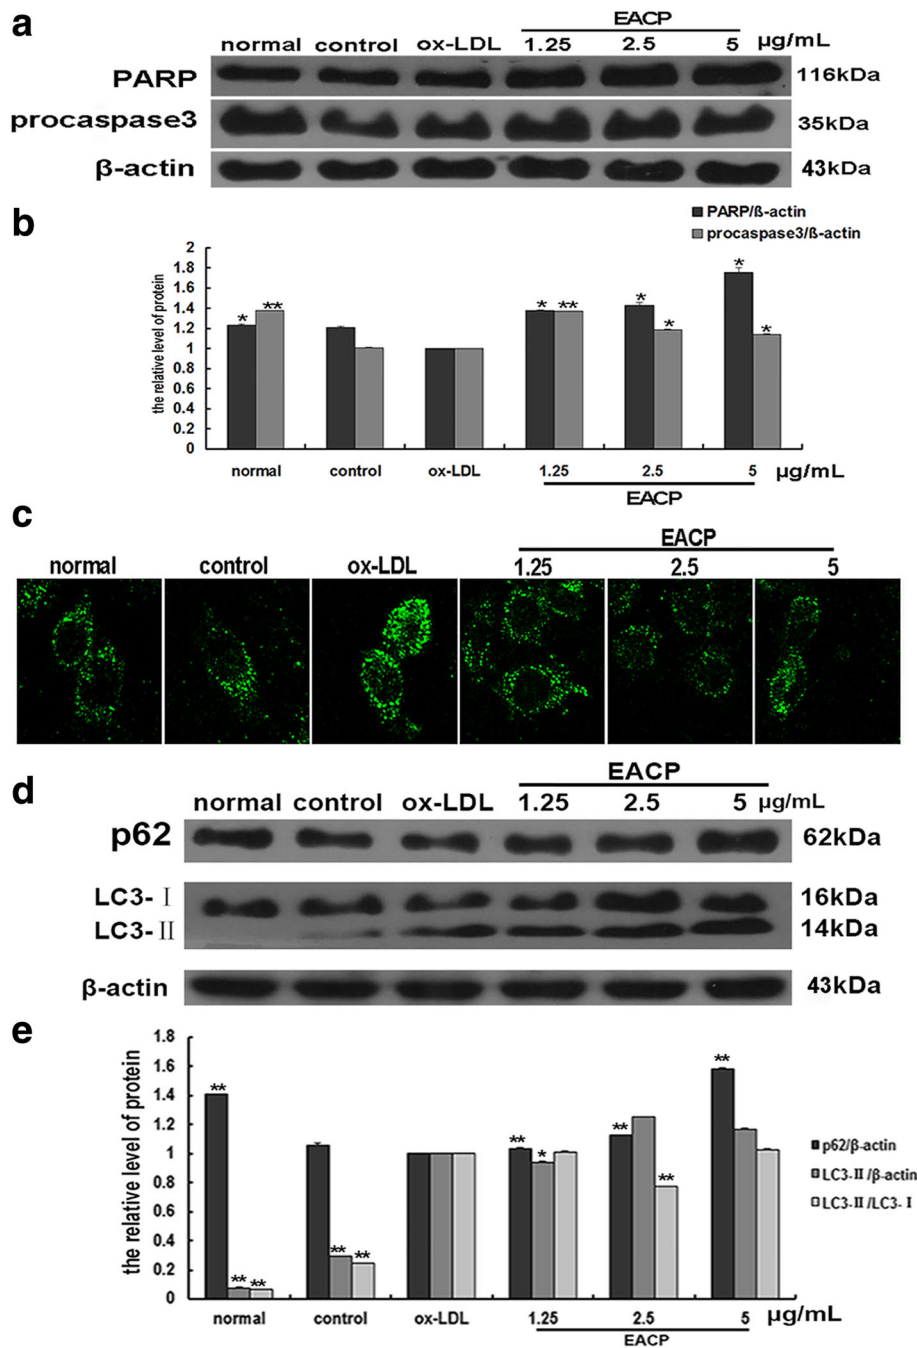 a
EACP
normal control ox-LDL 1.25 2.5 5 µg/mL
PARP 116kDa
procaspase3 35kDa
ß-actin 43kDa
b
PARP/ß-actin
procaspase3/ß-actin
the relative level of protein
2
1.8
1.6
1.4
1.2
1
0.8
0.6
0.4
0.2
0
* ** * ** * * * *
normal control ox-LDL 1.25 2.5 5 µg/mL
EACP
c
EACP
normal control ox-LDL 1.25 2.5 5
d
EACP
normal control ox-LDL 1.25 2.5 5 µg/mL
p62 62kDa
LC3- Ⅰ 16kDa
LC3- Ⅱ 14kDa
β-actin 43kDa
e
the relative level of protein
1.8
1.6
1.4
1.2
1
0.8
0.6
0.4
0.2
0
** ** ** ** ** ** * ** ** **
p62/β-actin
LC3-Ⅱ/β-actin
LC3-Ⅱ/LC3-Ⅰ
normal control ox-LDL 1.25 2.5 5 µg/mL
EACP